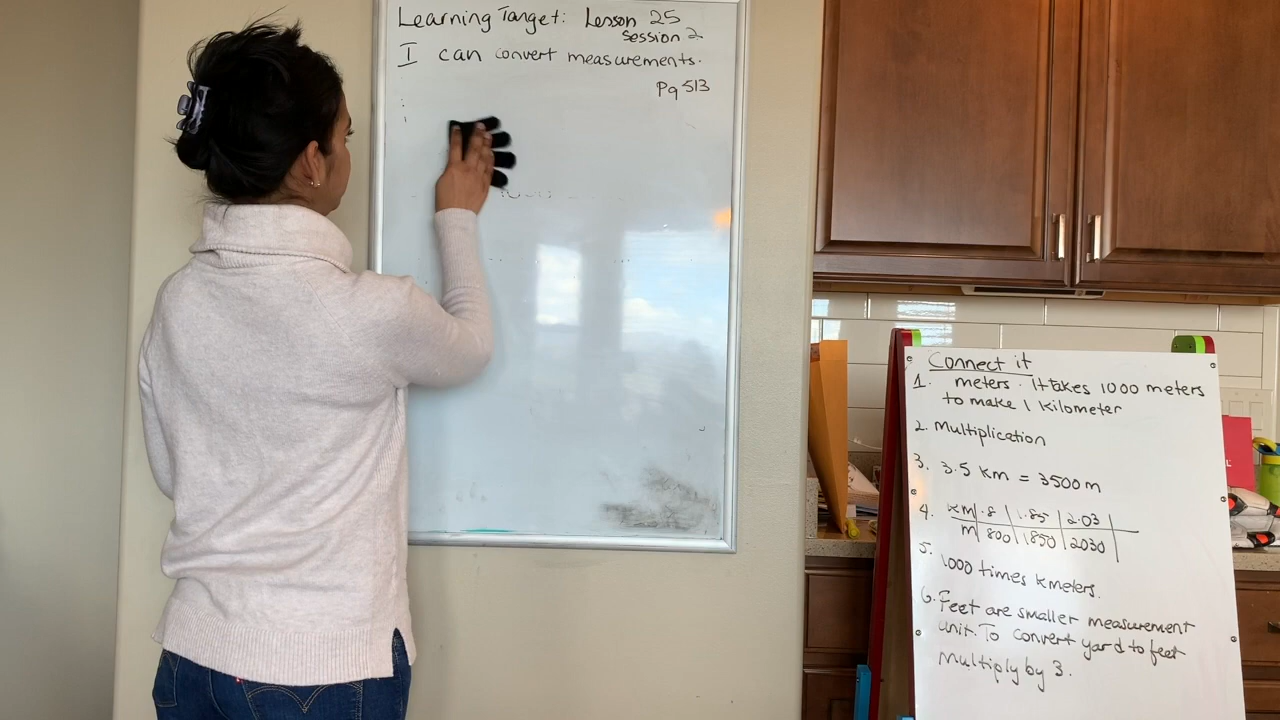 Learning Target: Lesson 25
Session 2
I can convert measurements.
Pg 513
Connect it
1. meters. It takes 1000 meters
to make 1 kilometer
2. Multiplication
3. 3.5 km = 3500 m
4. km | .8 | 1.85 | 2.03 |
m | 800 | 1850 | 2030 |
5. 1000 times kmeters.
6. Feet are smaller measurement
unit. To convert yard to feet
multiply by 3.